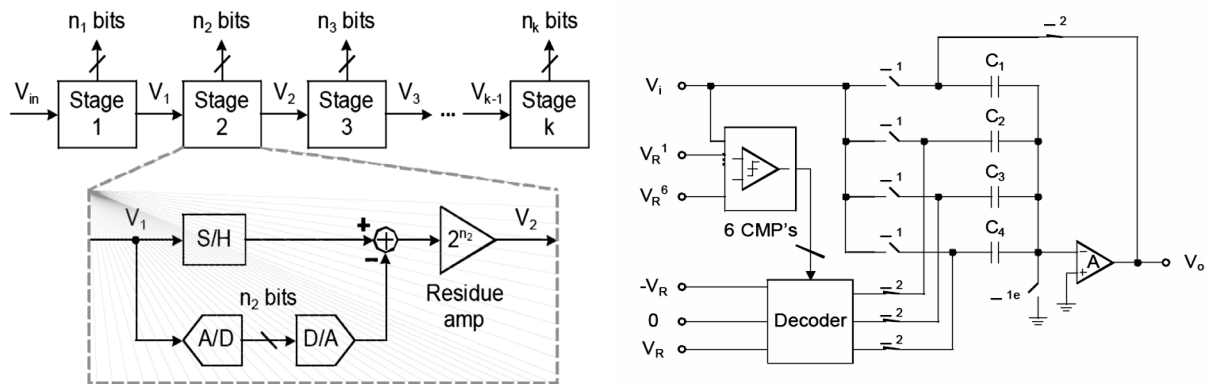 n1 bits n2 bits n3 bits nk bits
Vin Stage 1 V1 Stage 2 V2 Stage 3 V3 ... Vk-1 Stage k
V1 S/H + − 2^n2 V2
n2 bits
Residue amp
A/D D/A
–2
Vi –1 C1
–1 C2
VR1
–1 C3
VR6
6 CMP's –1 C4
− A + Vo
–1e
-VR –2
0 Decoder –2
VR –2